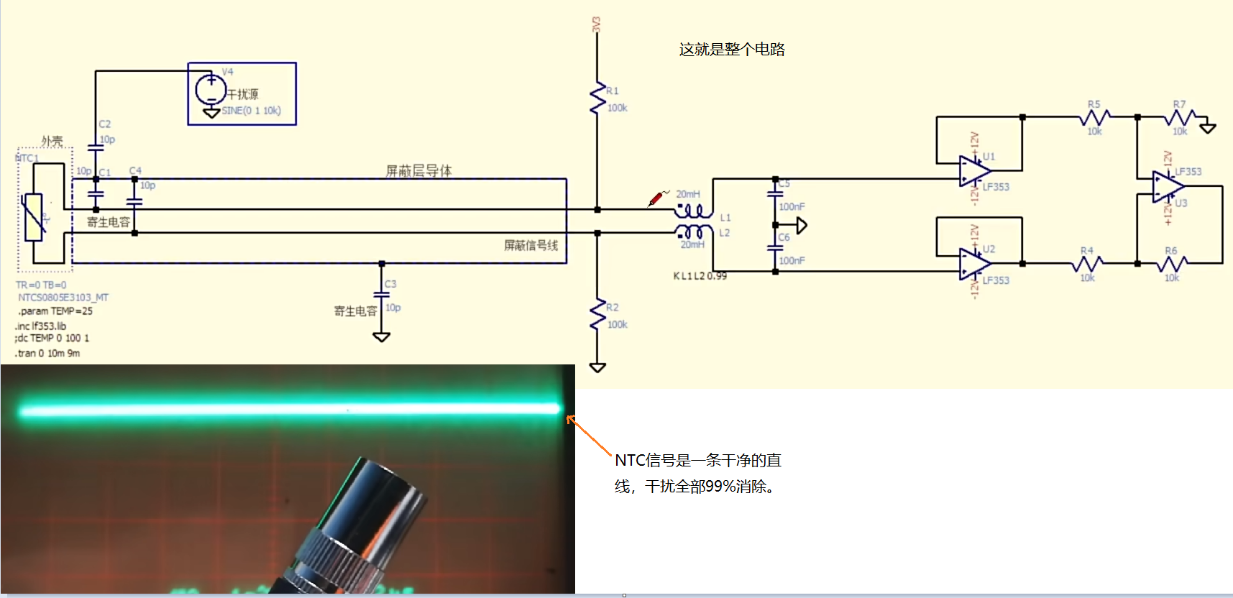 3V3
这就是整个电路
V4
干扰源
SINE(0 1 10k)
R1
100k
C2
10p
外壳
NTC1
10p
C1
C4
10p
屏蔽层导体
寄生电容
屏蔽信号线
20mH
L1
L2
20mH
K L1 L2 0.99
C5
100nF
C6
100nF
+12V
U1
LF353
-12V
+12V
U2
LF353
-12V
R5
10k
R7
10k
-12V
LF353
U3
+12V
R4
10k
R6
10k
C3
10p
寄生电容
R2
100k
TR=0 TB=0
NTCS0805E3103_MT
.param TEMP=25
.inc lf353.lib
;dc TEMP 0 100 1
.tran 0 10m 9m
NTC信号是一条干净的直
线，干扰全部99%消除。